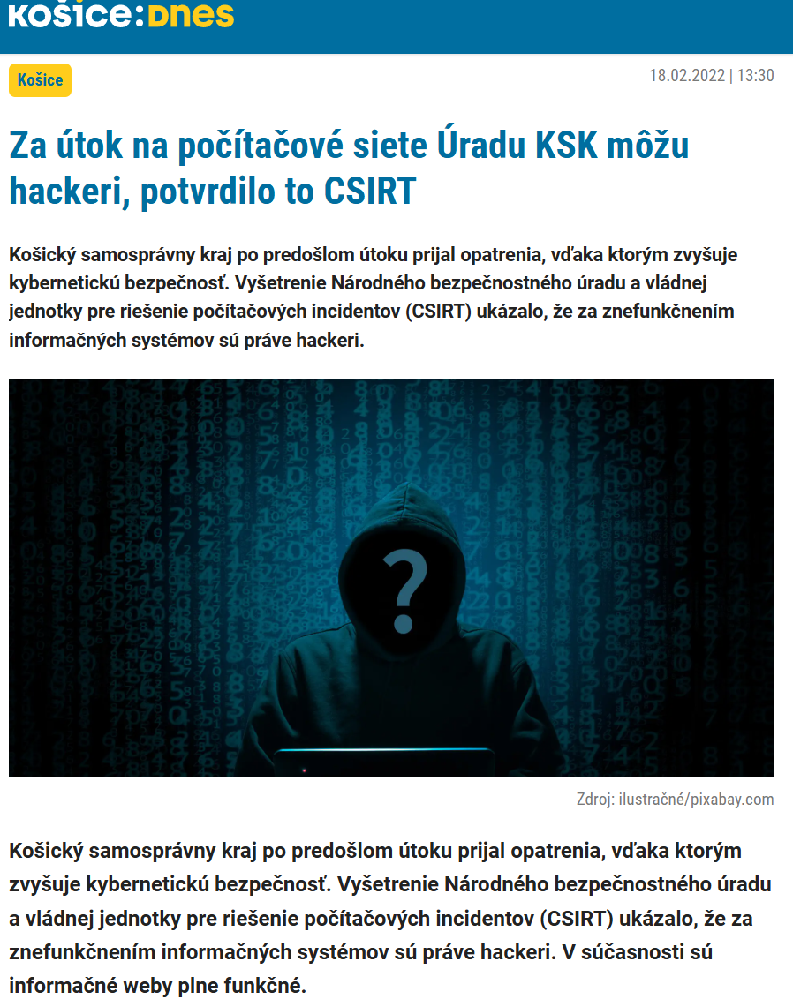 KOŠICE:DNES
Košice
18.02.2022 | 13:30
Za útok na počítačové siete Úradu KSK môžu
hackeri, potvrdilo to CSIRT
Košický samosprávny kraj po predošlom útoku prijal opatrenia, vďaka ktorým zvyšuje
kybernetickú bezpečnosť. Vyšetrenie Národného bezpečnostného úradu a vládnej
jednotky pre riešenie počítačových incidentov (CSIRT) ukázalo, že za znefunkčnením
informačných systémov sú práve hackeri.
?
Zdroj: ilustračné/pixabay.com
Košický samosprávny kraj po predošlom útoku prijal opatrenia, vďaka ktorým
zvyšuje kybernetickú bezpečnosť. Vyšetrenie Národného bezpečnostného úradu
a vládnej jednotky pre riešenie počítačových incidentov (CSIRT) ukázalo, že za
znefunkčnením informačných systémov sú práve hackeri. V súčasnosti sú
informačné weby plne funkčné.